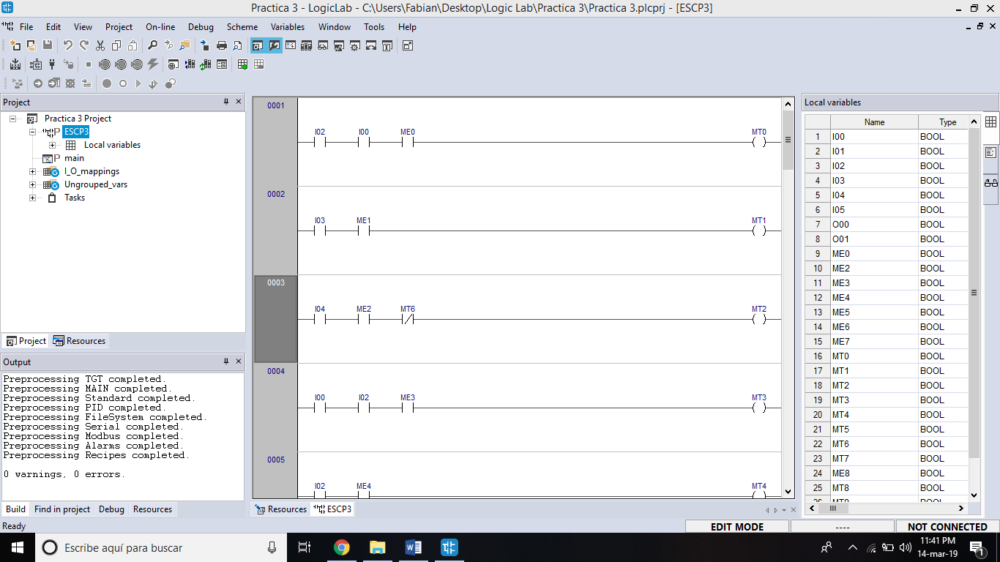 Practica 3 - LogicLab - C:\Users\Fabian\Desktop\Logic Lab\Practica 3\Practica 3.plcprj - [ESCP3]
File Edit View Project On-line Debug Scheme Variables Window Tools Help
Project
Practica 3 Project
ESCP3
Local variables
main
I_O_mappings
Ungrouped_vars
Tasks
Project Resources
Output
Preprocessing TGT completed.
Preprocessing MAIN completed.
Preprocessing Standard completed.
Preprocessing PID completed.
Preprocessing FileSystem completed.
Preprocessing Serial completed.
Preprocessing Modbus completed.
Preprocessing Alarms completed.
Preprocessing Recipes completed.
0 warnings, 0 errors.
Build Find in project Debug Resources
0001
I02 I00 ME0 MT0
0002
I03 ME1 MT1
0003
I04 ME2 MT6 MT2
0004
I00 I02 ME3 MT3
0005
I02 ME4 MT4
Resources ESCP3
Local variables
Name Type
1 I00 BOOL
2 I01 BOOL
3 I02 BOOL
4 I03 BOOL
5 I04 BOOL
6 I05 BOOL
7 O00 BOOL
8 O01 BOOL
9 ME0 BOOL
10 ME2 BOOL
11 ME3 BOOL
12 ME4 BOOL
13 ME5 BOOL
14 ME6 BOOL
15 ME7 BOOL
16 MT0 BOOL
17 MT1 BOOL
18 MT2 BOOL
19 MT3 BOOL
20 MT4 BOOL
21 MT5 BOOL
22 MT6 BOOL
23 MT7 BOOL
24 ME8 BOOL
25 MT8 BOOL
26 MT9 BOOL
Ready
EDIT MODE ---- NOT CONNECTED
Escribe aquí para buscar
11:41 PM
14-mar-19
1